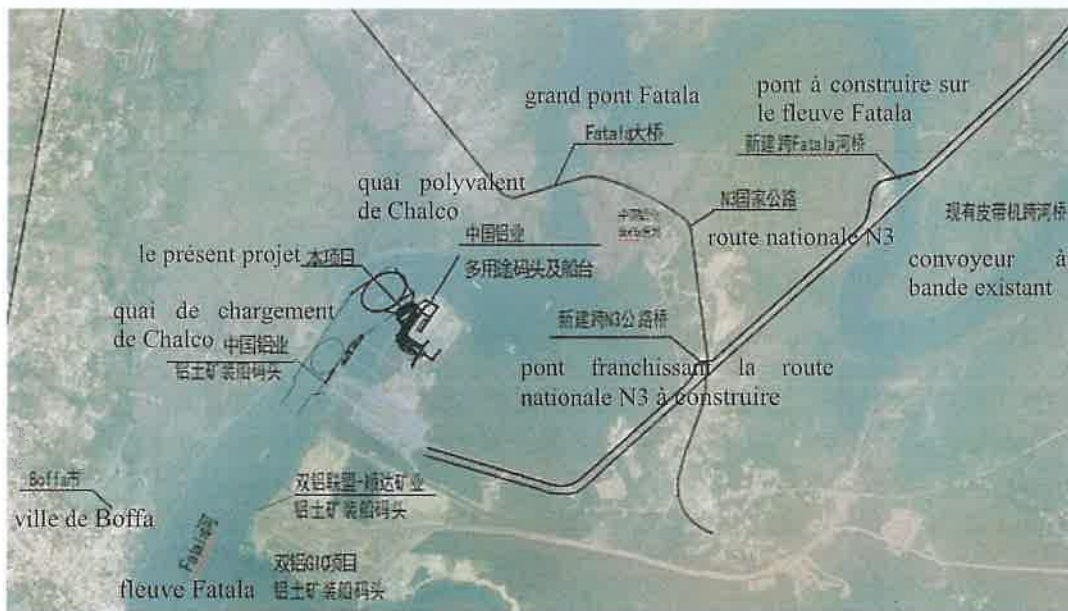 grand pont Fatala
Fatala大桥
pont à construire sur
le fleuve Fatala
新建跨Fatala河桥
quai polyvalent
de Chalco
中国铝业
多用途码头及船台
N3国家公路
route nationale N3
现有皮带机跨河桥
convoyeur à
bande existant
le présent projet 本项目
quai de chargement
de Chalco 中国铝业
铝土矿装船码头
新建跨N3公路桥
pont franchissant la route
nationale N3 à construire
Boffa市
ville de Boffa
双铝联盟-顺达矿业
铝土矿装船码头
Fatala河
fleuve Fatala
双铝GIC项目
铝土矿装船码头